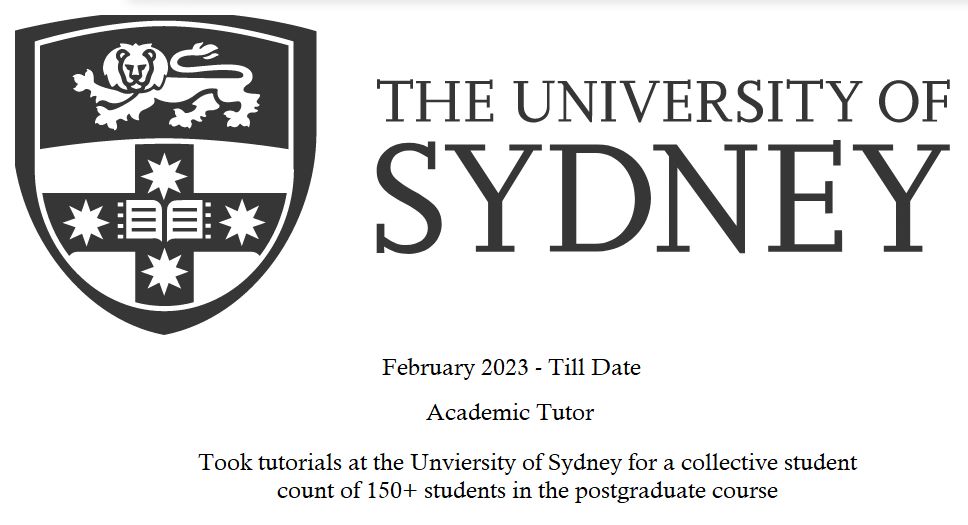 THE UNIVERSITY OF
SYDNEY
February 2023 - Till Date
Academic Tutor
Took tutorials at the Unviersity of Sydney for a collective student
count of 150+ students in the postgraduate course